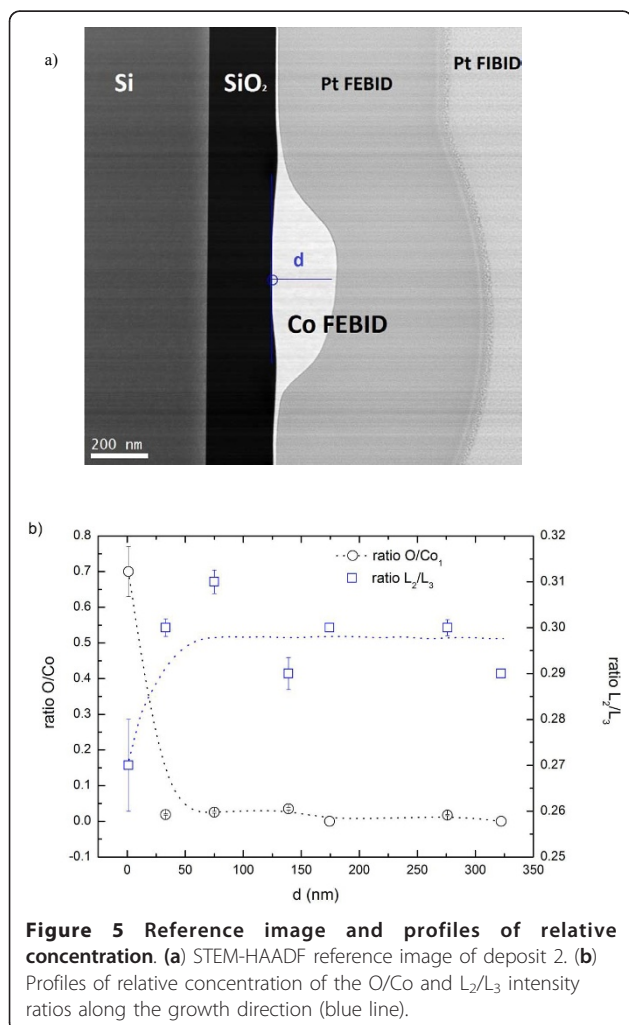 a)
Si SiO₂ Pt FEBID Pt FIBID
d
Co FEBID
200 nm
b)
0.8 0.32
0.7 0.31
0.6
0.5 0.30
0.4 0.29
0.3 0.28
0.2 0.27
0.1
0.0 0.26
-0.1 0.25
ratio O/Co₁
ratio L₂/L₃
ratio O/Co
ratio L₂/L₃
0 50 100 150 200 250 300 350
d (nm)
Figure 5 Reference image and profiles of relative
concentration. (a) STEM-HAADF reference image of deposit 2. (b)
Profiles of relative concentration of the O/Co and L₂/L₃ intensity
ratios along the growth direction (blue line).